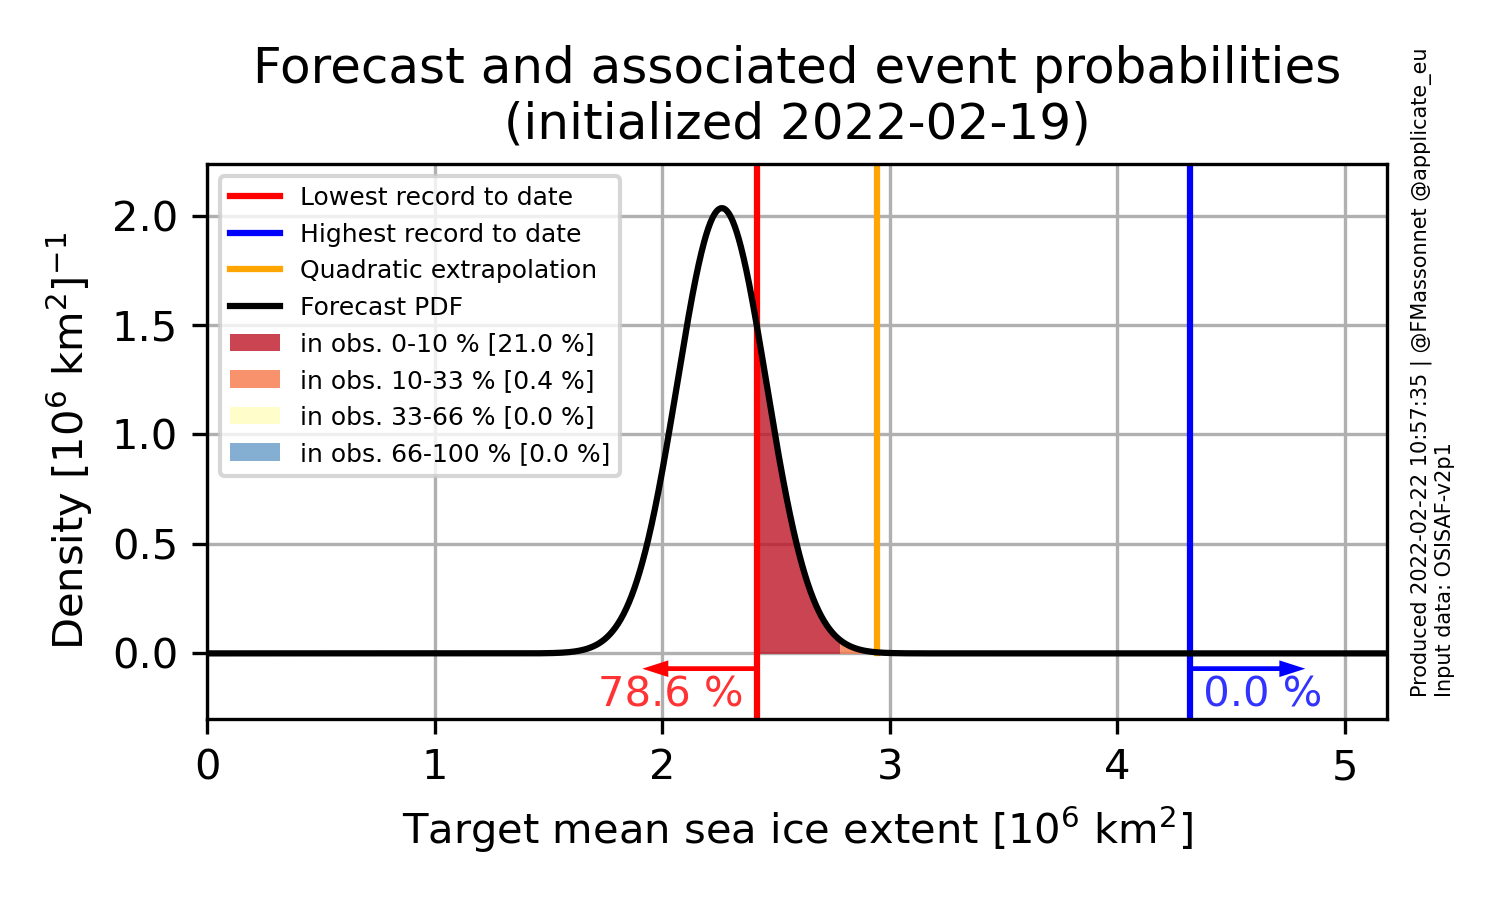 Forecast and associated event probabilities
(initialized 2022-02-19)
Lowest record to date
Highest record to date
Quadratic extrapolation
Forecast PDF
in obs. 0-10 % [21.0 %]
in obs. 10-33 % [0.4 %]
in obs. 33-66 % [0.0 %]
in obs. 66-100 % [0.0 %]
Density [10⁶ km²]⁻¹
2.0
1.5
1.0
0.5
0.0
78.6 %
0.0 %
0 1 2 3 4 5
Target mean sea ice extent [10⁶ km²]
Produced 2022-02-22 10:57:35 | @FMassonnet @applicate_eu
Input data: OSISAF-v2p1